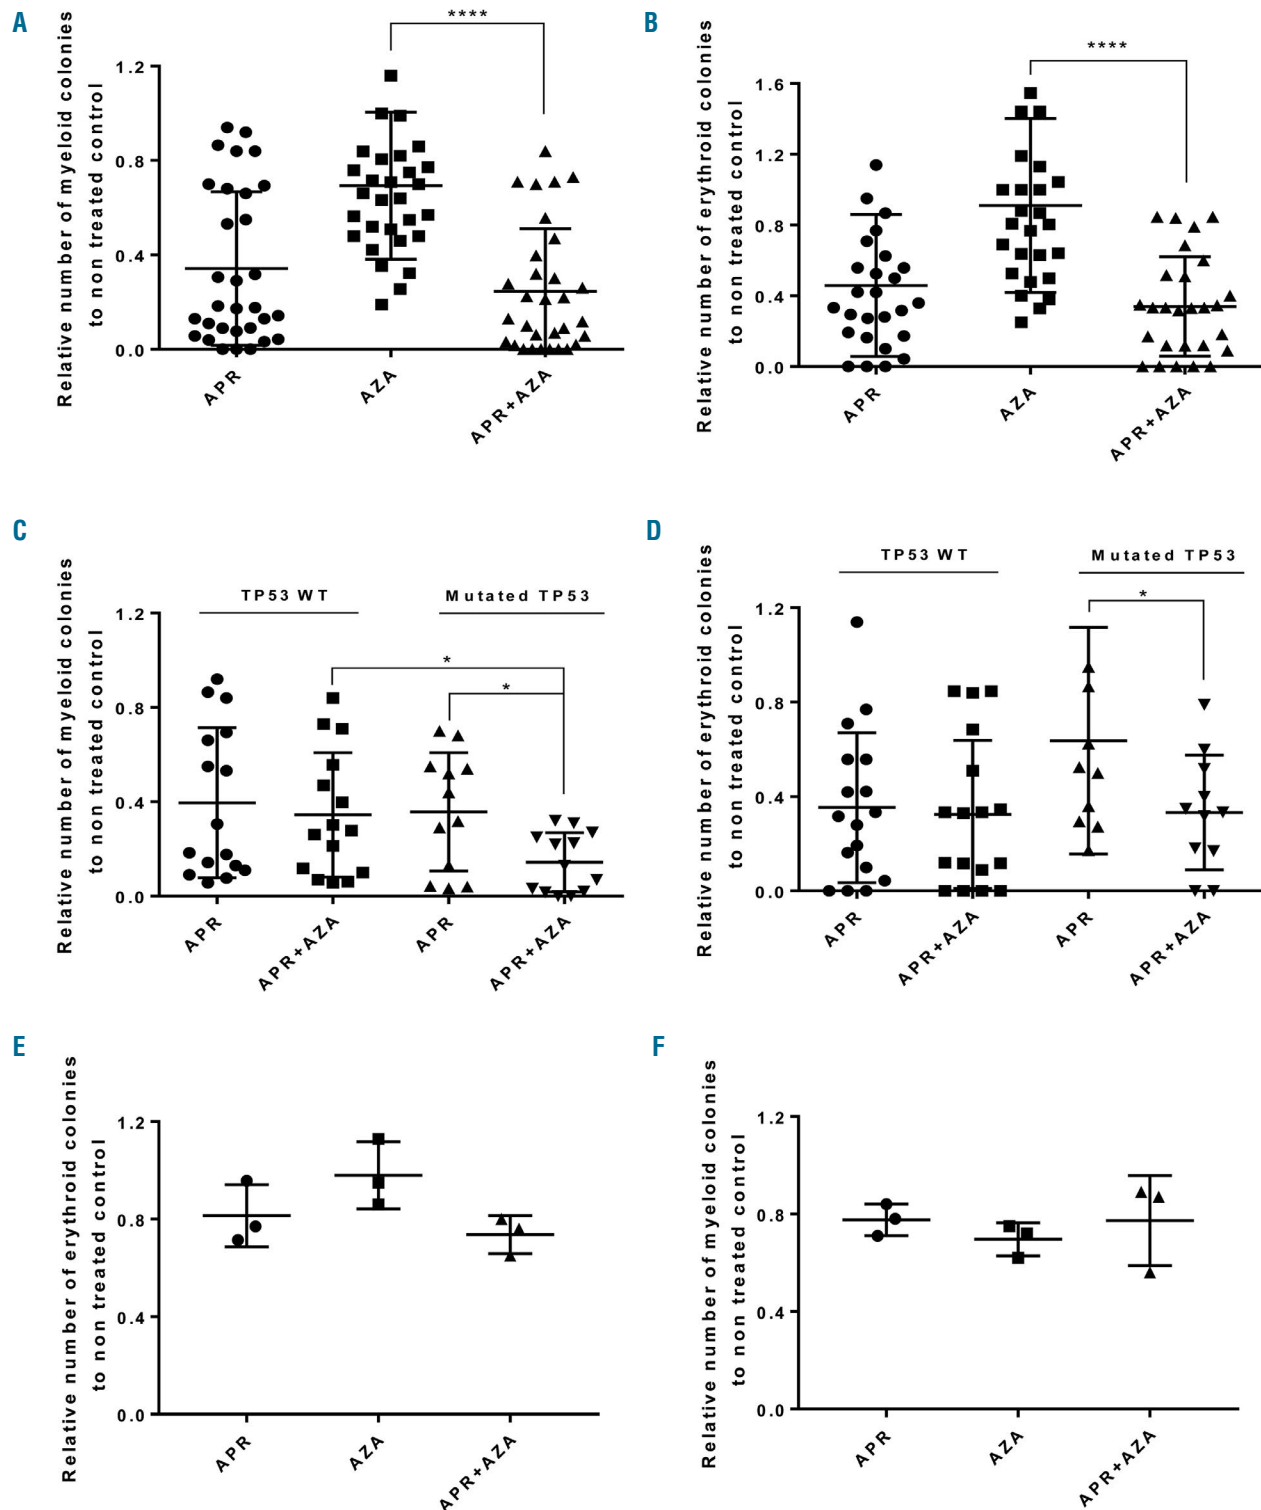 A
Relative number of myeloid colonies
to non treated control
****
1.2
0.8
0.4
0.0
APR
AZA
APR+AZA
B
Relative number of erythroid colonies
to non treated control
****
1.6
1.2
0.8
0.4
0.0
APR
AZA
APR+AZA
C
Relative number of myeloid colonies
to non treated control
TP53 WT
Mutated TP53
*
*
1.2
0.8
0.4
0.0
APR
APR+AZA
APR
APR+AZA
D
Relative number of erythroid colonies
to non treated control
TP53 WT
Mutated TP53
*
1.2
0.8
0.4
0.0
APR
APR+AZA
APR
APR+AZA
E
Relative number of erythroid colonies
to non treated control
1.2
0.8
0.4
0.0
APR
AZA
APR+AZA
F
Relative number of myeloid colonies
to non treated control
1.2
0.8
0.4
0.0
APR
AZA
APR+AZA